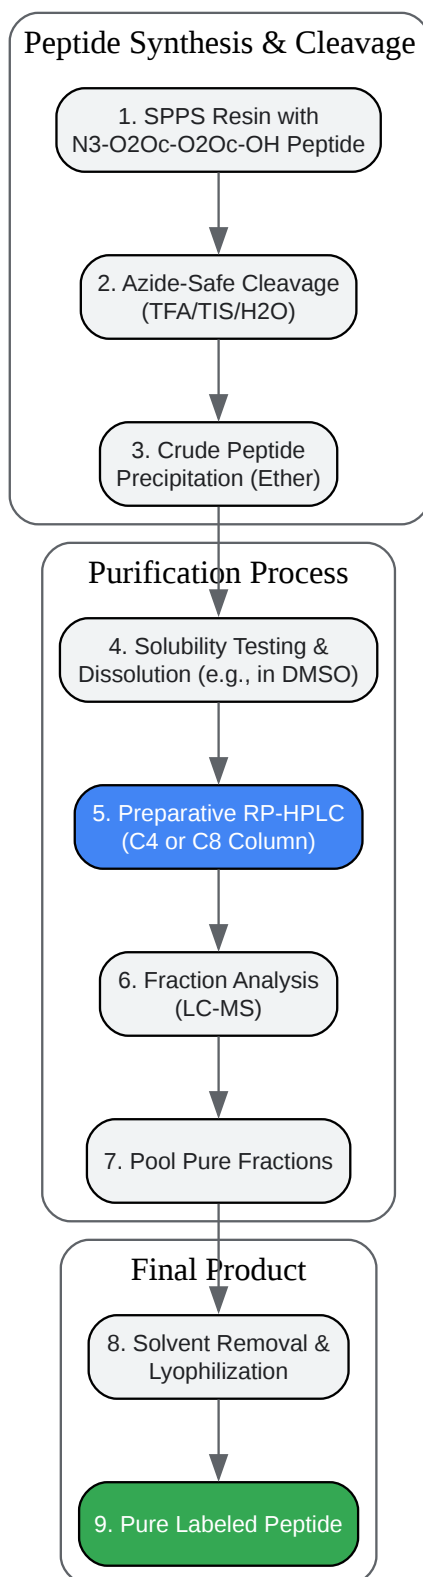 Peptide Synthesis & Cleavage
1. SPPS Resin with
N3-O2Oc-O2Oc-OH Peptide
2. Azide-Safe Cleavage
(TFA/TIS/H2O)
3. Crude Peptide
Precipitation (Ether)
Purification Process
4. Solubility Testing &
Dissolution (e.g., in DMSO)
5. Preparative RP-HPLC
(C4 or C8 Column)
6. Fraction Analysis
(LC-MS)
7. Pool Pure Fractions
Final Product
8. Solvent Removal &
Lyophilization
9. Pure Labeled Peptide